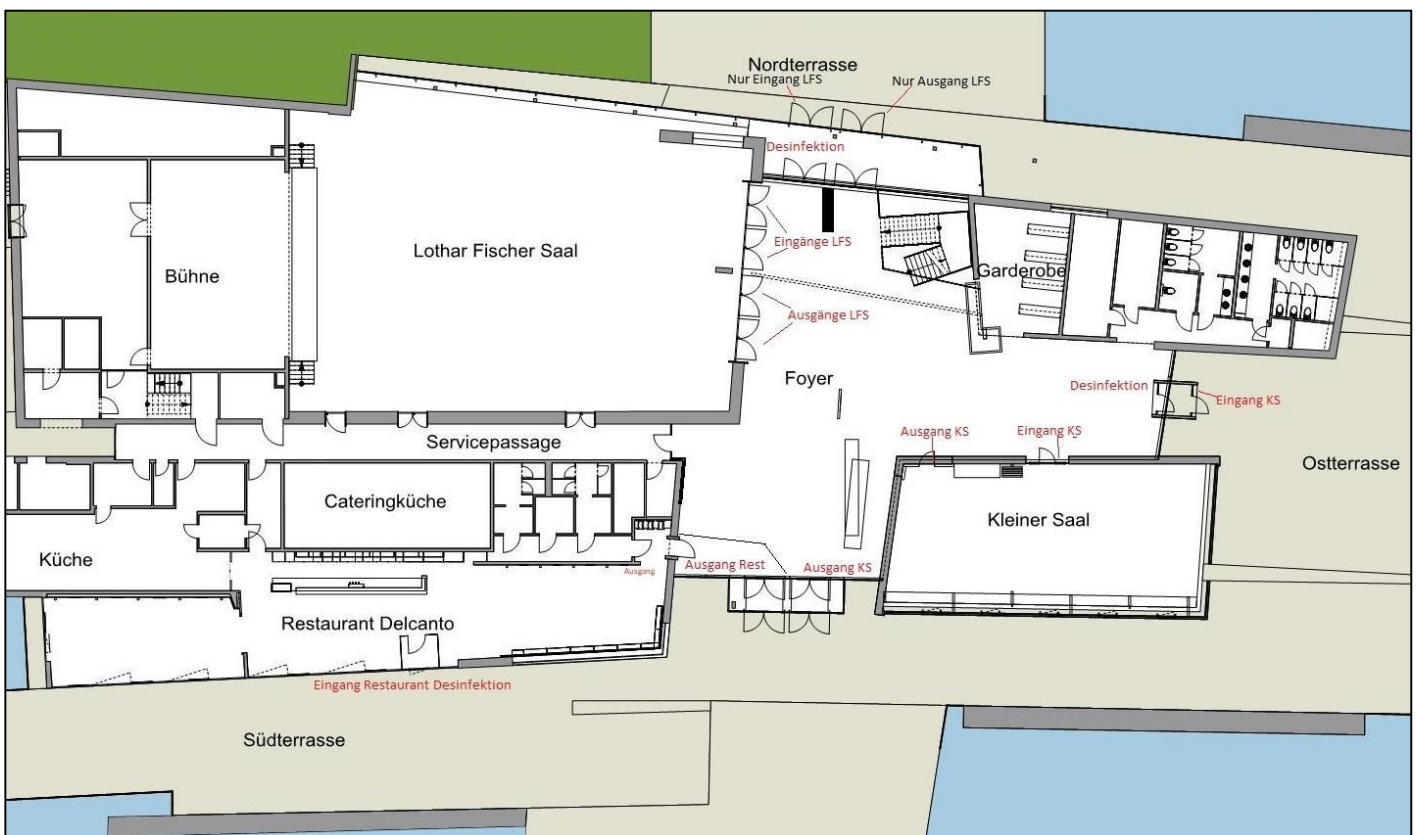 Nordterrasse
Nur Eingang LFS
Nur Ausgang LFS
Desinfektion
Eingänge LFS
Lothar Fischer Saal
Bühne
Garderobe
Ausgänge LFS
Foyer
Desinfektion
Eingang KS
Ausgang KS
Eingang KS
Servicepassage
Ostterrasse
Cateringküche
Kleiner Saal
Küche
Ausgang
Ausgang Rest
Ausgang KS
Restaurant Delcanto
Eingang Restaurant Desinfektion
Südterrasse